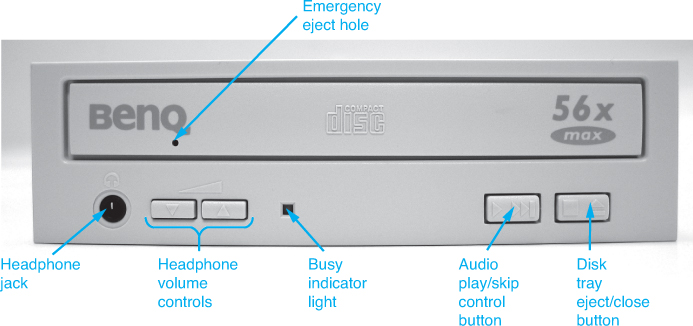 Emergency
eject hole
BenQ
COMPACT
disc
56x
max
Headphone
jack
Headphone
volume
controls
Busy
indicator
light
Audio
play/skip
control
button
Disk
tray
eject/close
button